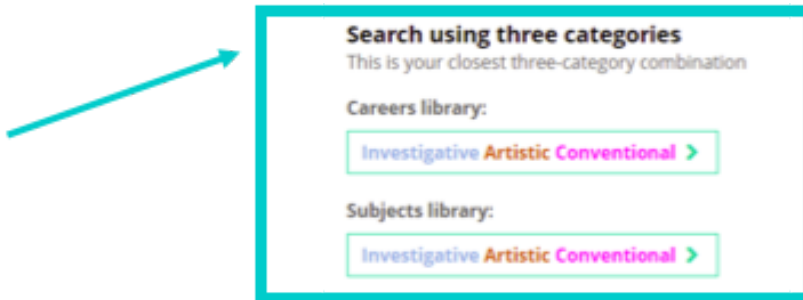 Search using three categories
This is your closest three-category combination
Careers library:
Investigative Artistic Conventional >
Subjects library:
Investigative Artistic Conventional >